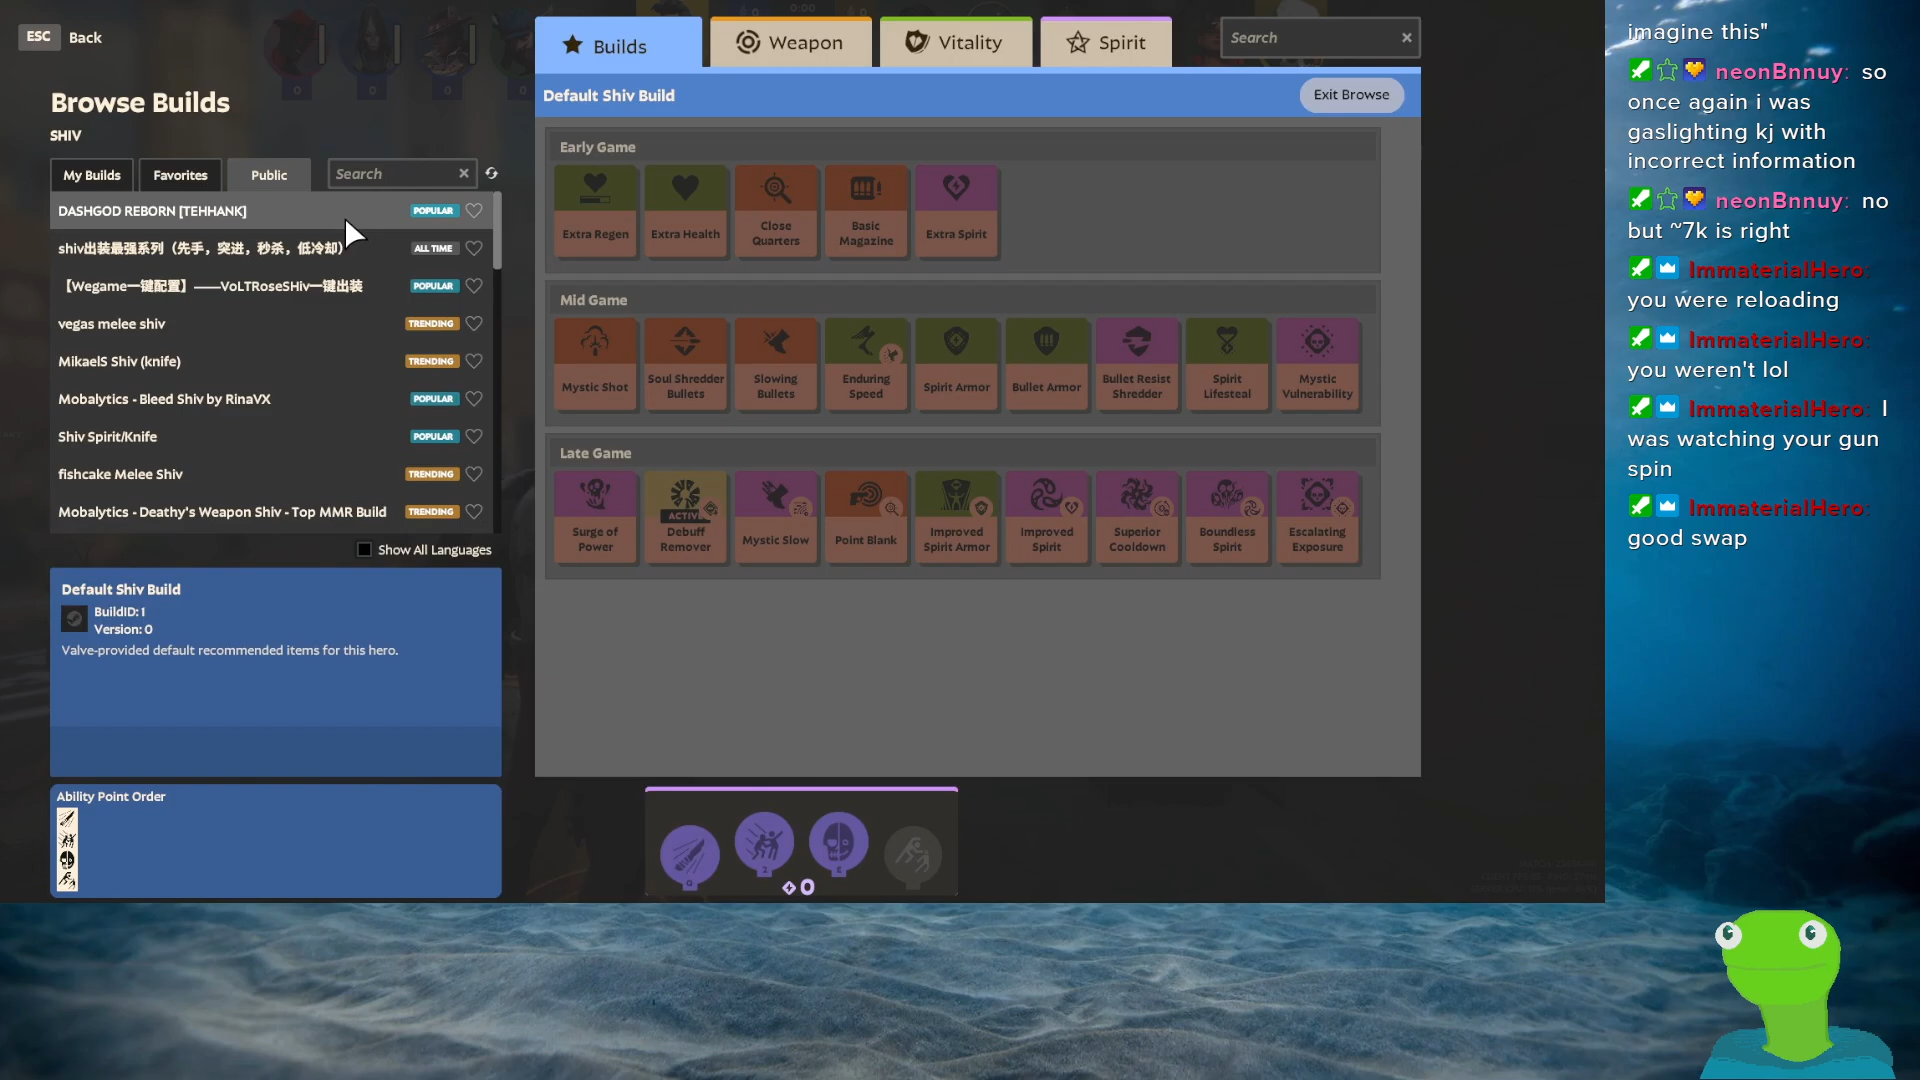 ESC Back
Browse Builds
SHIV
My Builds Favorites Public Search
DASHGOD REBORN [TEHHANK] POPULAR
shiv出装最强系列（先手，突进，秒杀，低冷却） ALL TIME
【Wegame一键配置】——VoLTRoseSHiv一键出装 POPULAR
vegas melee shiv TRENDING
MikaelS Shiv (knife) TRENDING
Mobalytics - Bleed Shiv by RinaVX POPULAR
Shiv Spirit/Knife POPULAR
fishcake Melee Shiv TRENDING
Mobalytics - Deathy's Weapon Shiv - Top MMR Build TRENDING
Show All Languages
Default Shiv Build
BuildID: 1
Version: 0
Valve-provided default recommended items for this hero.
Ability Point Order
0:00
0 0 0 0
Builds Weapon Vitality Spirit Search
Default Shiv Build Exit Browse
Early Game
Extra Regen
Extra Health
Close Quarters
Basic Magazine
Extra Spirit
Mid Game
Mystic Shot
Soul Shredder Bullets
Slowing Bullets
Enduring Speed
Spirit Armor
Bullet Armor
Bullet Resist Shredder
Spirit Lifesteal
Mystic Vulnerability
Late Game
Surge of Power
ACTIVE
Debuff Remover
Mystic Slow
Point Blank
Improved Spirit Armor
Improved Spirit
Superior Cooldown
Boundless Spirit
Escalating Exposure
Q 2 E
0
imagine this"
neonBnnuy: so
once again i was
gaslighting kj with
incorrect information
neonBnnuy: no
but ~7k is right
ImmaterialHero:
you were reloading
ImmaterialHero:
you weren't lol
ImmaterialHero: I
was watching your gun
spin
ImmaterialHero:
good swap